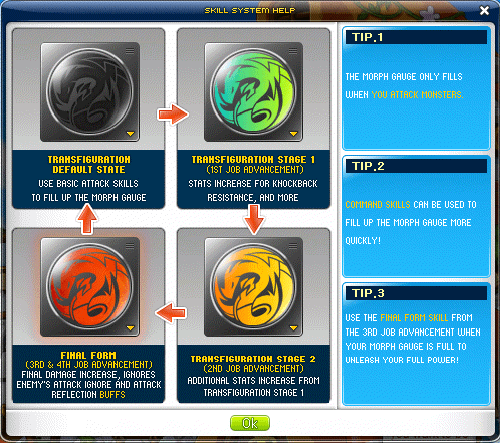 SKILL SYSTEM HELP
TRANSFIGURATION
DEFAULT STATE
USE BASIC ATTACK SKILLS
TO FILL UP THE MORPH GAUGE
TRANSFIGURATION STAGE 1
(1ST JOB ADVANCEMENT)
STATS INCREASE FOR KNOCKBACK
RESISTANCE, AND MORE
TRANSFIGURATION STAGE 2
(2ND JOB ADVANCEMENT)
ADDITIONAL STATS INCREASE FROM
TRANSFIGURATION STAGE 1
FINAL FORM
(3RD & 4TH JOB ADVANCEMENT)
FINAL DAMAGE INCREASE, IGNORES
ENEMY'S ATTACK IGNORE AND ATTACK
REFLECTION BUFFS
TIP.1
THE MORPH GAUGE ONLY FILLS
WHEN YOU ATTACK MONSTERS.
TIP.2
COMMAND SKILLS CAN BE USED TO
FILL UP THE MORPH GAUGE MORE
QUICKLY!
TIP.3
USE THE FINAL FORM SKILL FROM
THE 3RD JOB ADVANCEMENT WHEN
YOUR MORPH GAUGE IS FULL TO
UNLEASH YOUR FULL POWER!
Ok